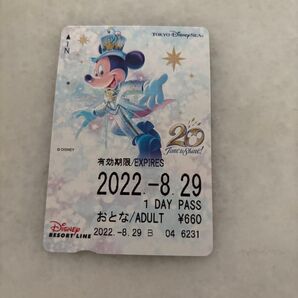 ▲IN
TOKYO DisneySEA
© DISNEY
20
Time to Shine!
有効期限/EXPIRES
2022.-8.29
1 DAY PASS
おとな/ADULT ¥660
Disney
RESORT LINE
2022.-8.29 日 04 6231